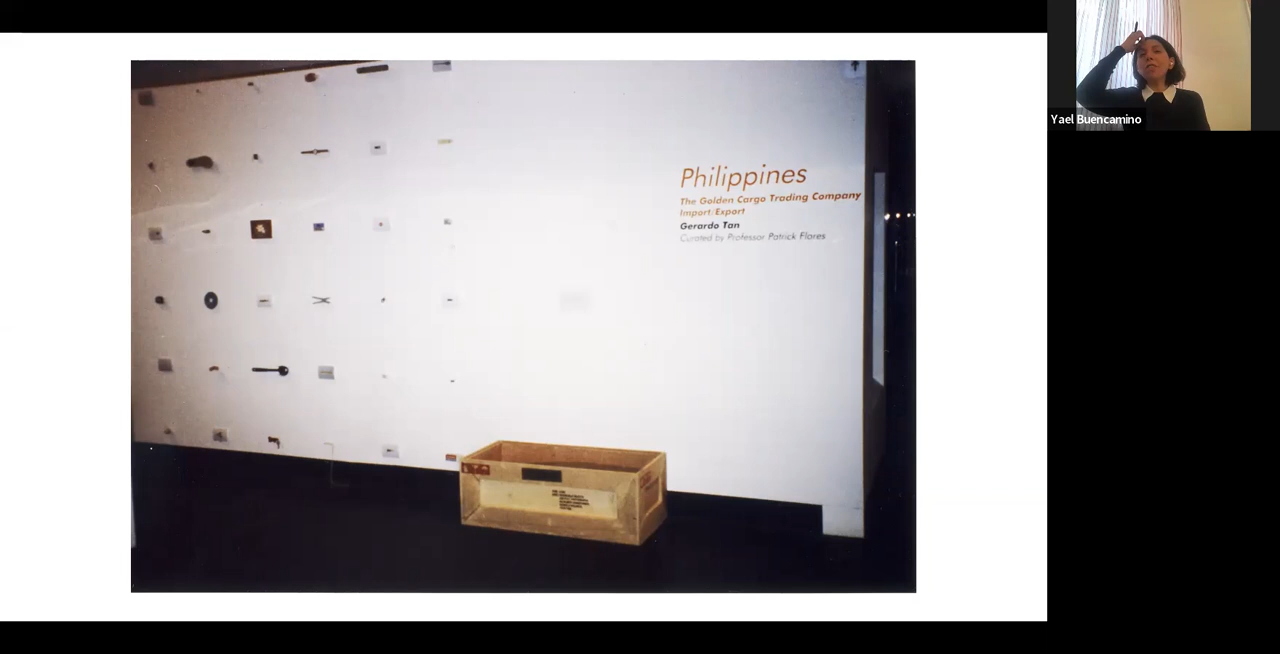 Philippines
The Golden Cargo Trading Company
Import/Export
Gerardo Tan
Curated by Professor Patrick Flores
Yael Buencamino